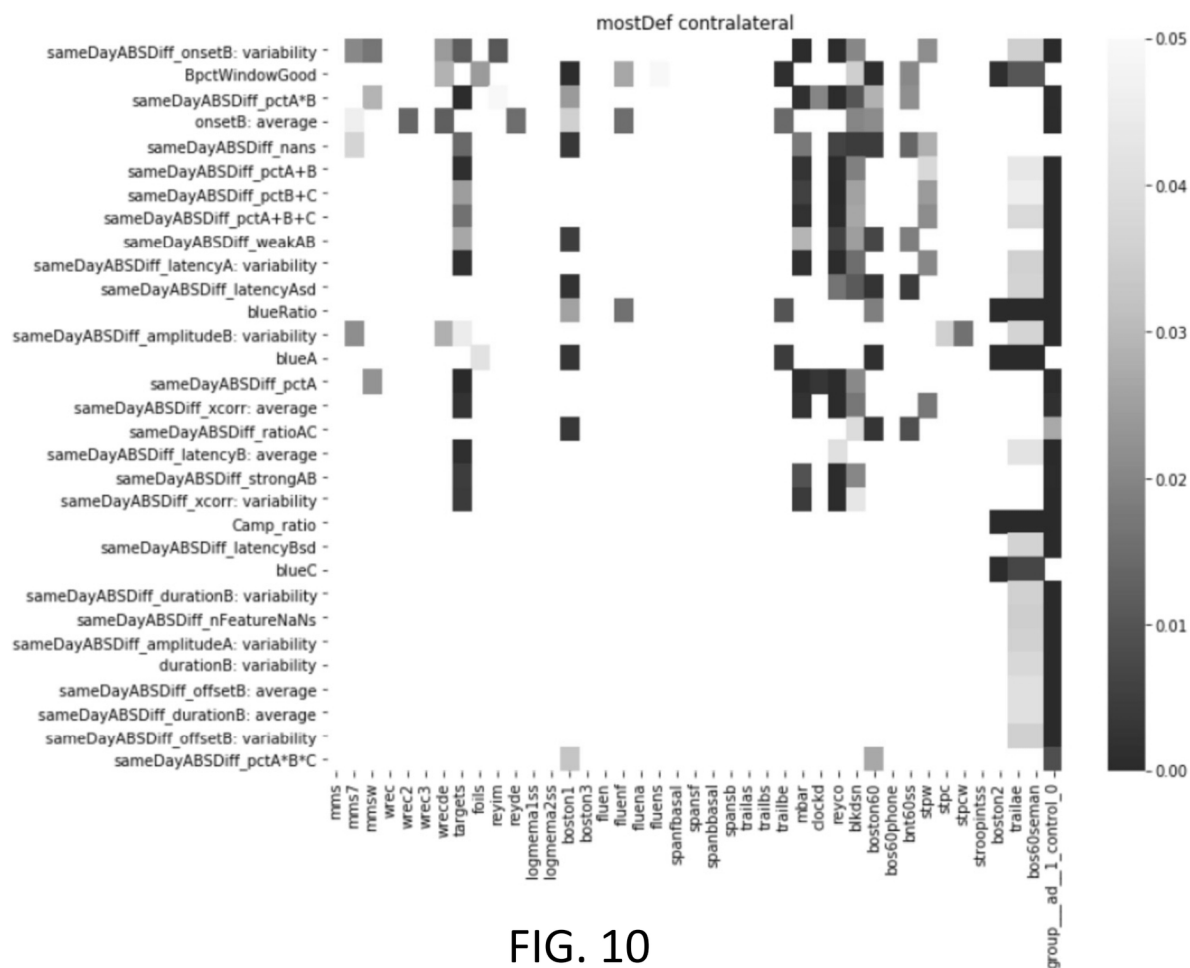 mostDef contralateral
sameDayABSDiff_onsetB: variability
BpctWindowGood
sameDayABSDiff_pctA*B
onsetB: average
sameDayABSDiff_nans
sameDayABSDiff_pctA+B
sameDayABSDiff_pctB+C
sameDayABSDiff_pctA+B+C
sameDayABSDiff_weakAB
sameDayABSDiff_latencyA: variability
sameDayABSDiff_latencyAsd
blueRatio
sameDayABSDiff_amplitudeB: variability
blueA
sameDayABSDiff_pctA
sameDayABSDiff_xcorr: average
sameDayABSDiff_ratioAC
sameDayABSDiff_latencyB: average
sameDayABSDiff_strongAB
sameDayABSDiff_xcorr: variability
Camp_ratio
sameDayABSDiff_latencyBsd
blueC
sameDayABSDiff_durationB: variability
sameDayABSDiff_nFeatureNaNs
sameDayABSDiff_amplitudeA: variability
durationB: variability
sameDayABSDiff_offsetB: average
sameDayABSDiff_durationB: average
sameDayABSDiff_offsetB: variability
sameDayABSDiff_pctA*B*C
mms
mms7
mmsw
wrec
wrec2
wrec3
wrecde
targets
foils
reyim
reyde
logmema1ss
logmema2ss
boston1
boston3
fluen
fluenf
fluena
fluens
spanfbasal
spansf
spanbbasal
spansb
trailas
trailbs
trailbe
mbar
clockd
reyco
blkdsn
boston60
bos60phone
bnt60ss
stpw
stpc
stpcw
stroopintss
boston2
trailae
bos60seman
group___ad__1_control_0
0.05
0.04
0.03
0.02
0.01
0.00
FIG. 10